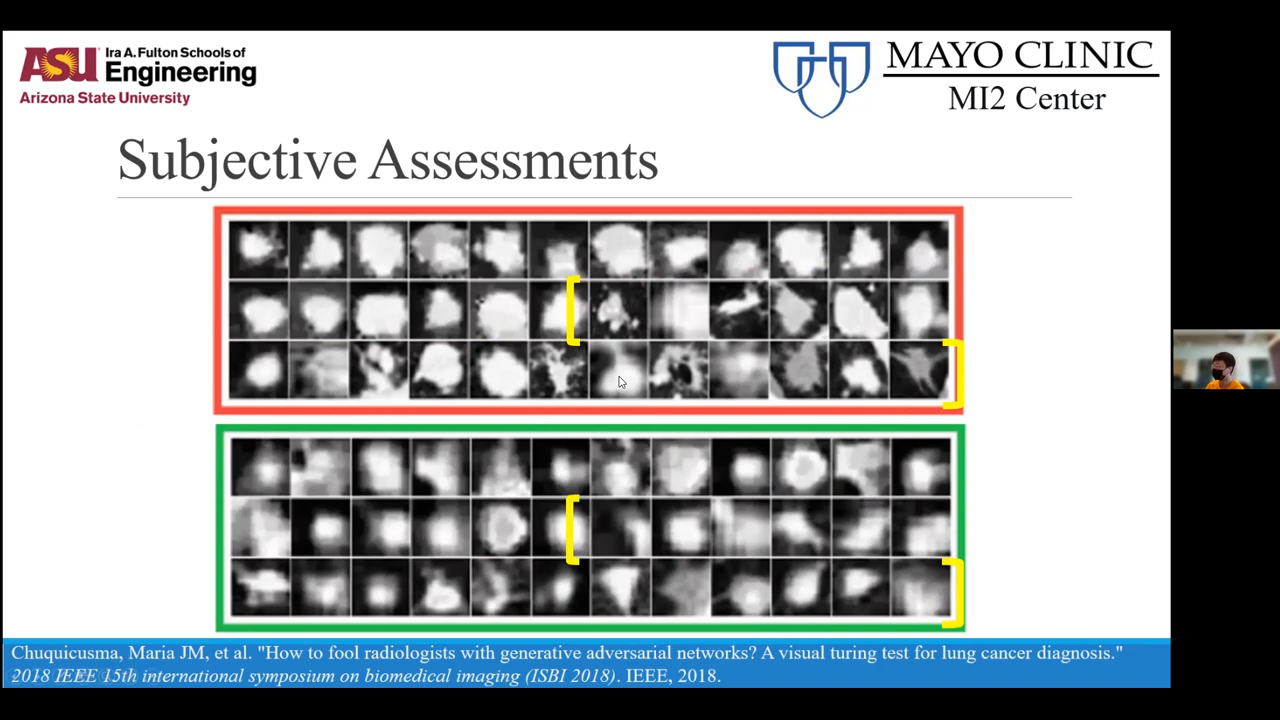 ASU Ira A. Fulton Schools of
Engineering
Arizona State University
MAYO CLINIC
MI2 Center
Subjective Assessments
Chuquicusma, Maria JM, et al. "How to fool radiologists with generative adversarial networks? A visual turing test for lung cancer diagnosis."
2018 IEEE 15th international symposium on biomedical imaging (ISBI 2018). IEEE, 2018.